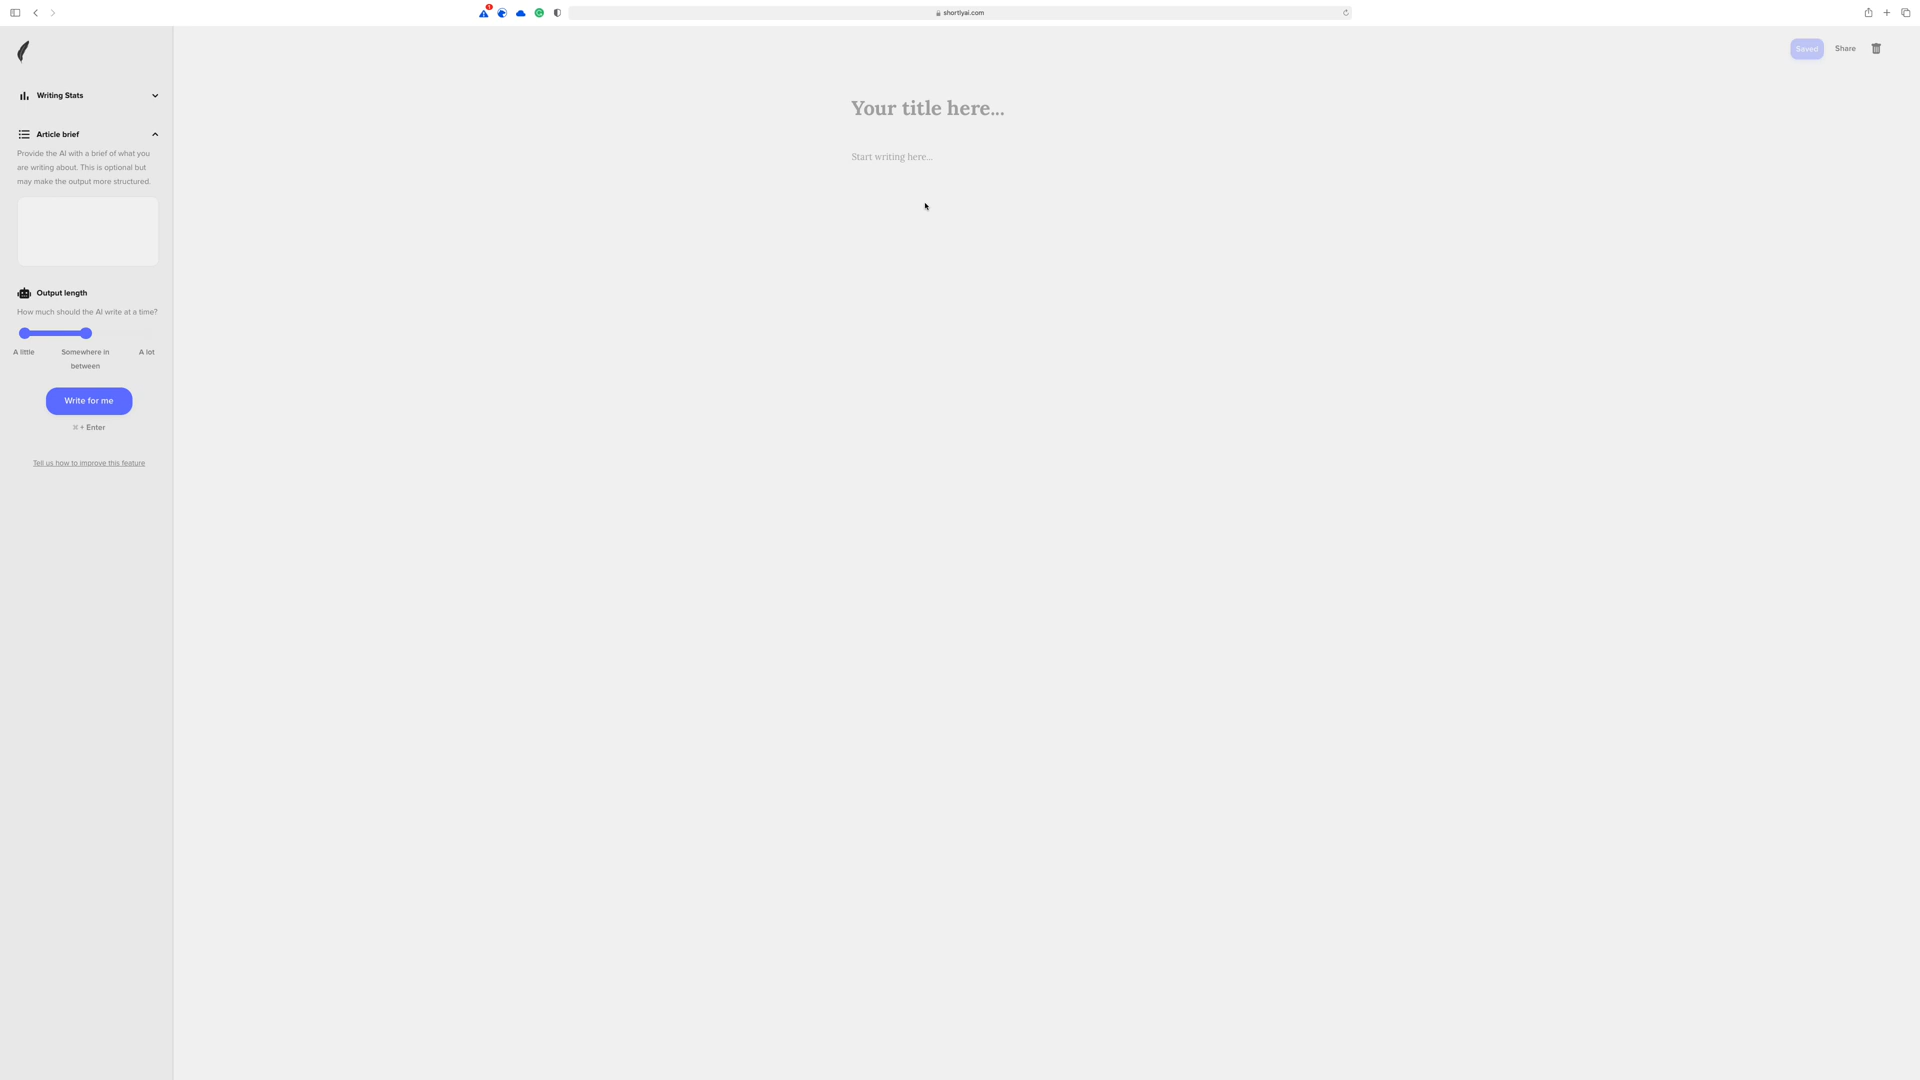 1
shortlyai.com
Saved
Share
Writing Stats
Your title here...
Article brief
Provide the AI with a brief of what you
are writing about. This is optional but
may make the output more structured.
Start writing here...
Output length
How much should the AI write at a time?
A little
Somewhere in
between
A lot
Write for me
⌘ + Enter
Tell us how to improve this feature